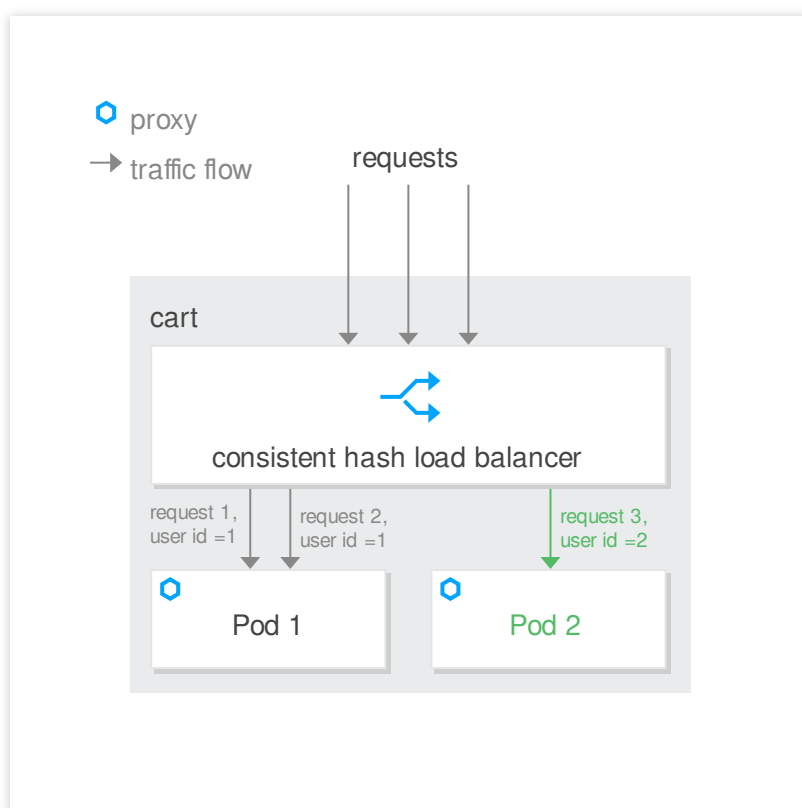 proxy
traffic flow
requests
cart
consistent hash load balancer
request 1,
user id =1
request 2,
user id =1
request 3,
user id =2
Pod 1
Pod 2